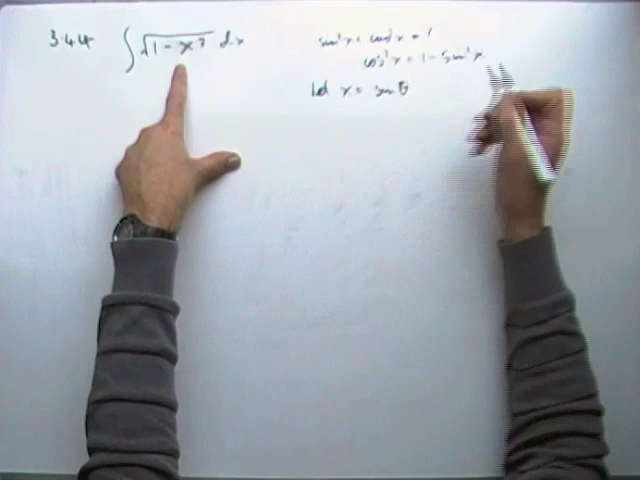 3.44 ∫ √(1 - x²) dx
sin²x + cos²x = 1
cos²x = 1 - sin²x
Let x = sin θ